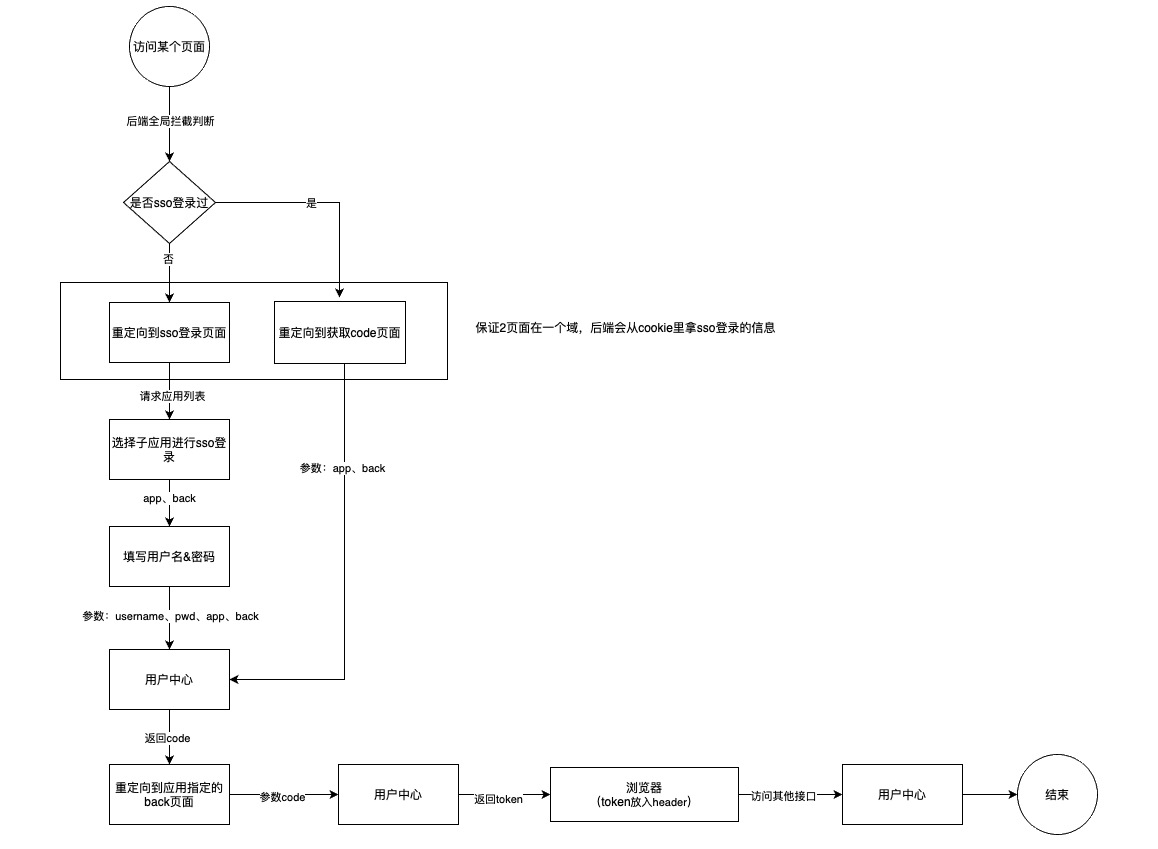 访问某个页面
后端全局拦截判断
是否sso登录过
是
否
重定向到sso登录页面
重定向到获取code页面
保证2页面在一个域，后端会从cookie里拿sso登录的信息
请求应用列表
选择子应用进行sso登
录
参数：app、back
app、back
填写用户名&密码
参数：username、pwd、app、back
用户中心
返回code
重定向到应用指定的
back页面
参数code
用户中心
返回token
浏览器
（token放入header）
访问其他接口
用户中心
结束